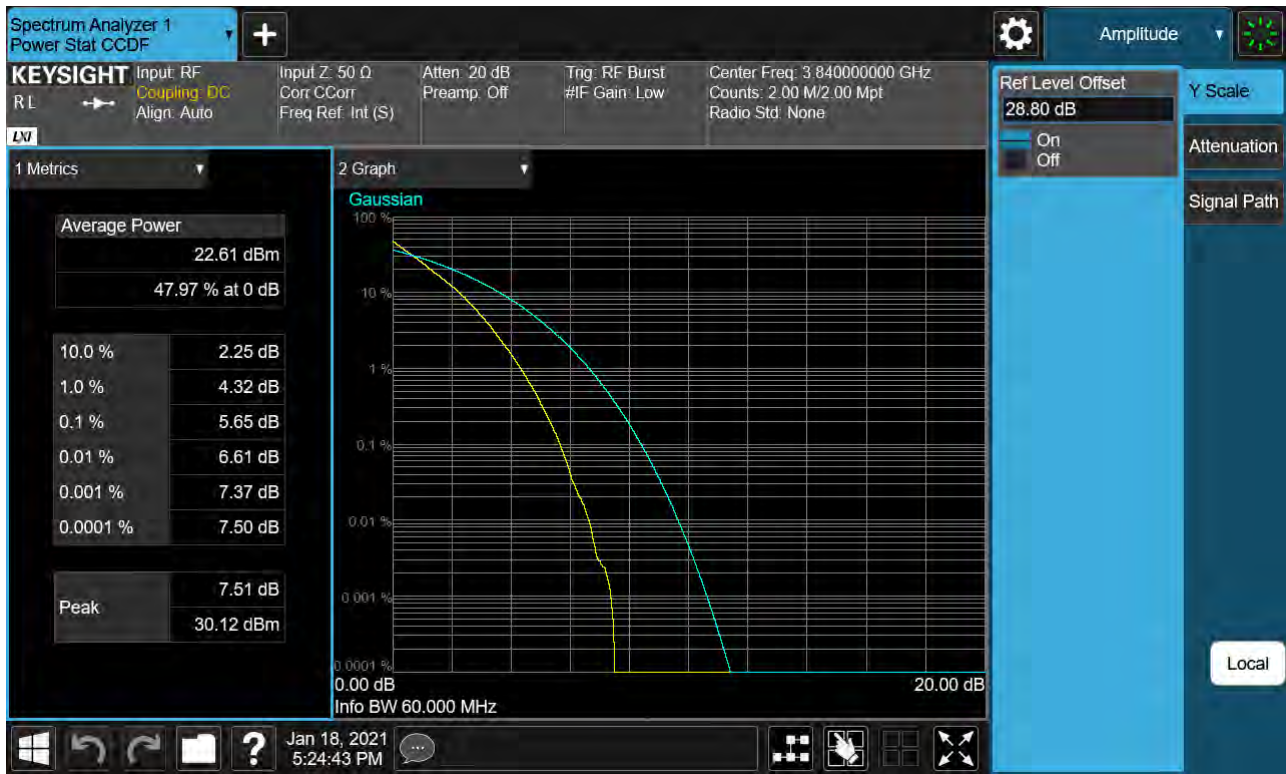 Spectrum Analyzer 1
Power Stat CCDF
+
Amplitude
KEYSIGHT
R L
LXI
Input: RF
Coupling: DC
Align: Auto
Input Z: 50 Ω
Corr CCorr
Freq Ref: Int (S)
Atten: 20 dB
Preamp: Off
Trig: RF Burst
#IF Gain: Low
Center Freq: 3.840000000 GHz
Counts: 2.00 M/2.00 Mpt
Radio Std: None
Ref Level Offset
28.80 dB
On
Off
Y Scale
Attenuation
Signal Path
Local
1 Metrics
Average Power
22.61 dBm
47.97 % at 0 dB
10.0 % 2.25 dB
1.0 % 4.32 dB
0.1 % 5.65 dB
0.01 % 6.61 dB
0.001 % 7.37 dB
0.0001 % 7.50 dB
Peak
7.51 dB
30.12 dBm
2 Graph
Gaussian
100 %
10 %
1 %
0.1 %
0.01 %
0.001 %
0.0001 %
0.00 dB 20.00 dB
Info BW 60.000 MHz
?
Jan 18, 2021
5:24:43 PM